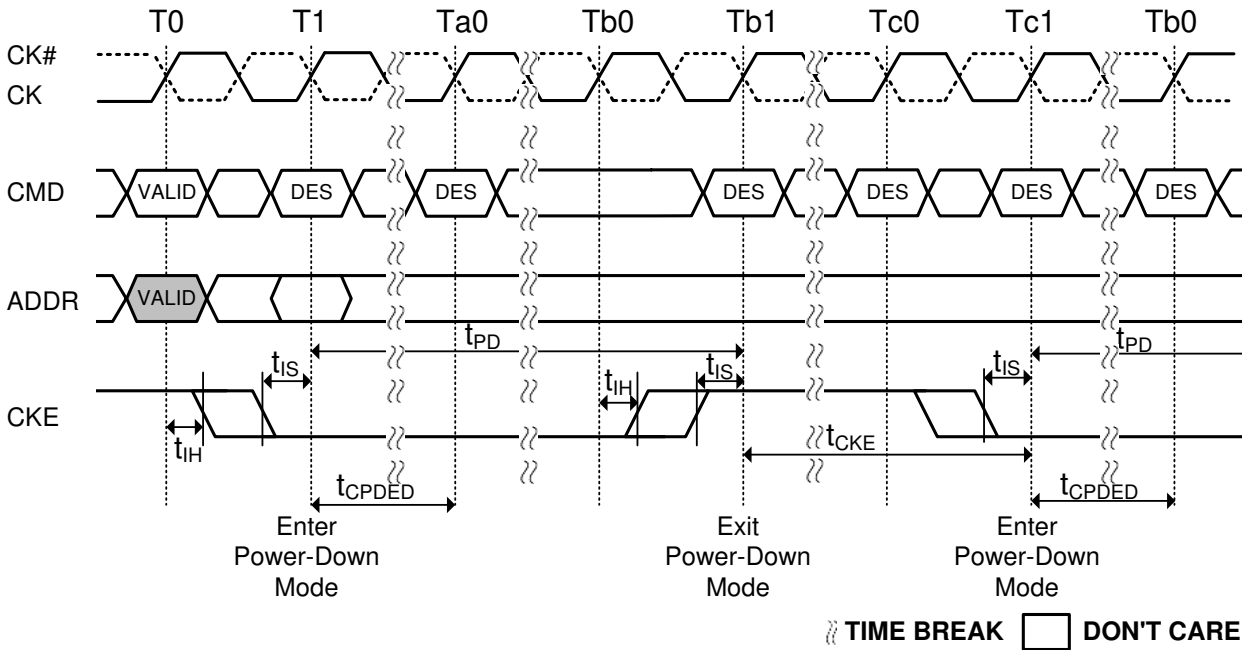 T0 T1 Ta0 Tb0 Tb1 Tc0 Tc1 Tb0
CK#
CK
CMD VALID DES DES DES DES DES DES
ADDR VALID
tPD tPD
tIS tIH tIS tIS
CKE
tIH tCKE
tCPDED tCPDED
Enter
Power-Down
Mode
Exit
Power-Down
Mode
Enter
Power-Down
Mode
TIME BREAK DON'T CARE